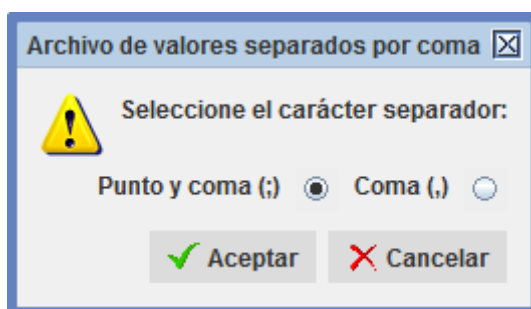 Archivo de valores separados por coma
Seleccione el carácter separador:
Punto y coma (;) Coma (,)
Aceptar Cancelar